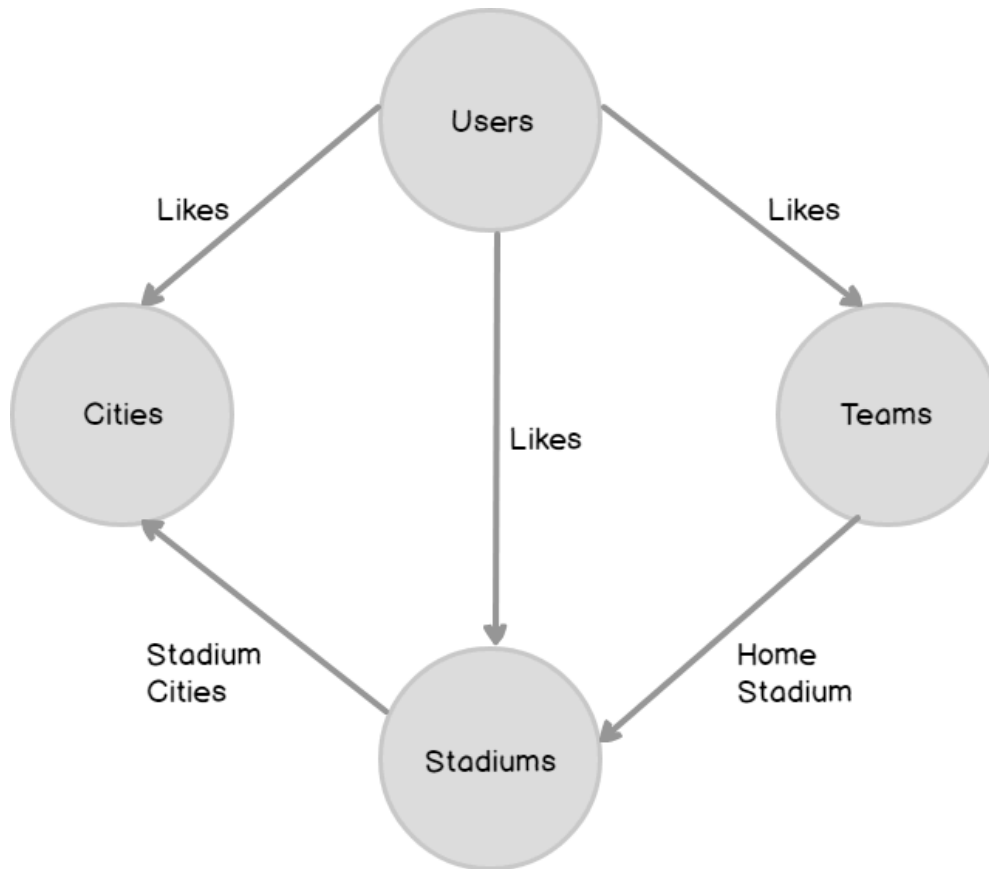 Users
Likes
Likes
Cities
Likes
Teams
Stadium
Cities
Home
Stadium
Stadiums